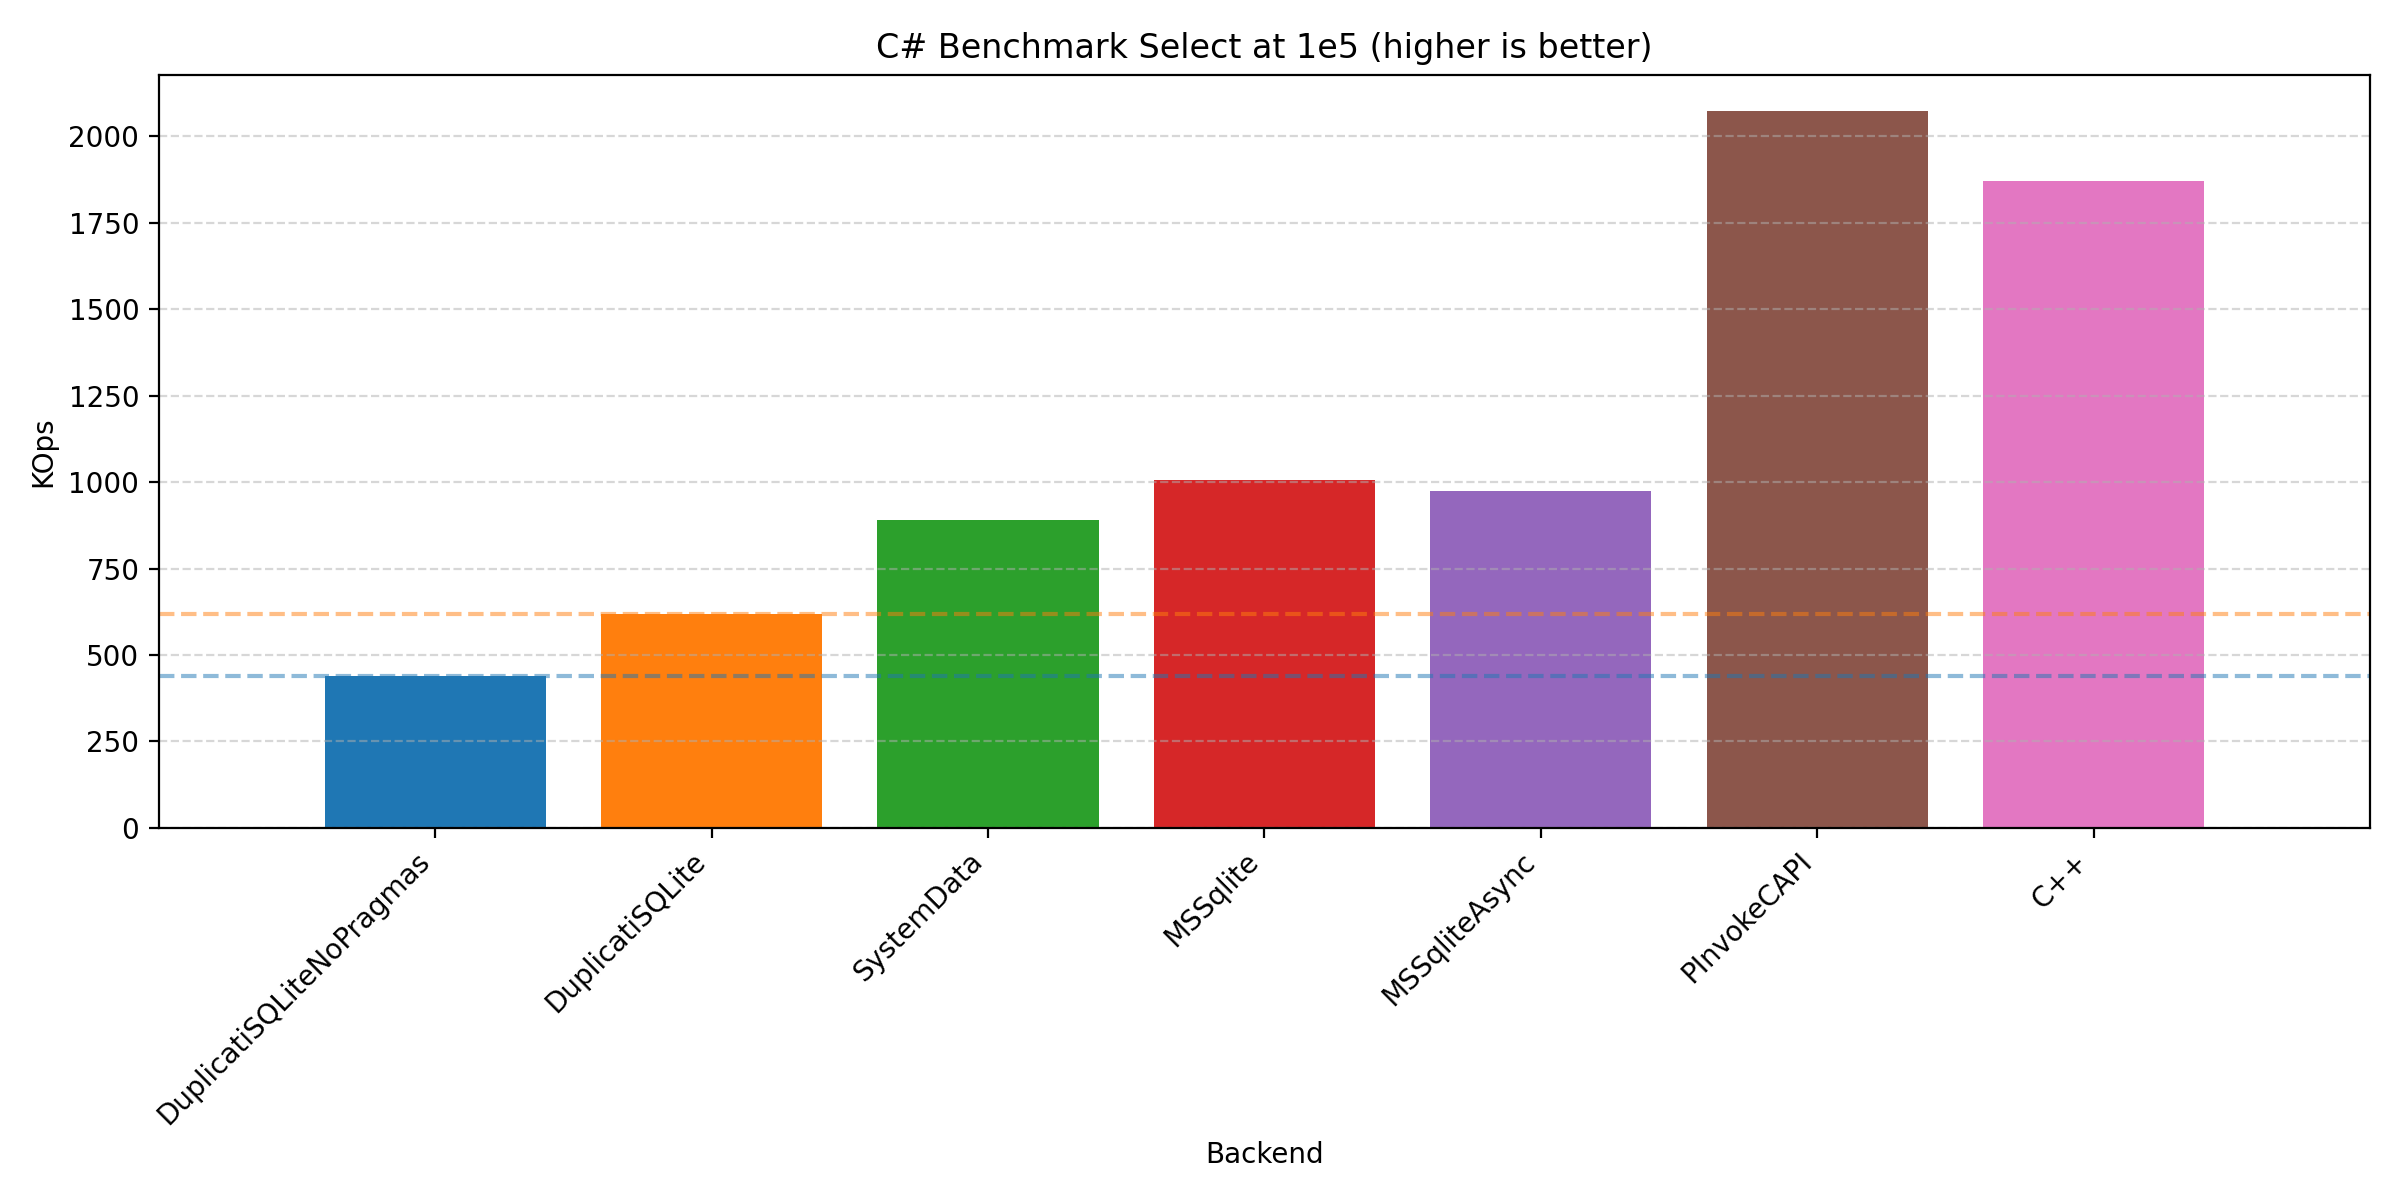 C# Benchmark Select at 1e5 (higher is better)
KOps
2000
1750
1500
1250
1000
750
500
250
0
DuplicatiSQLiteNoPragmas
DuplicatiSQLite
SystemData
MSSqlite
MSSqliteAsync
PInvokeCAPI
C++
Backend